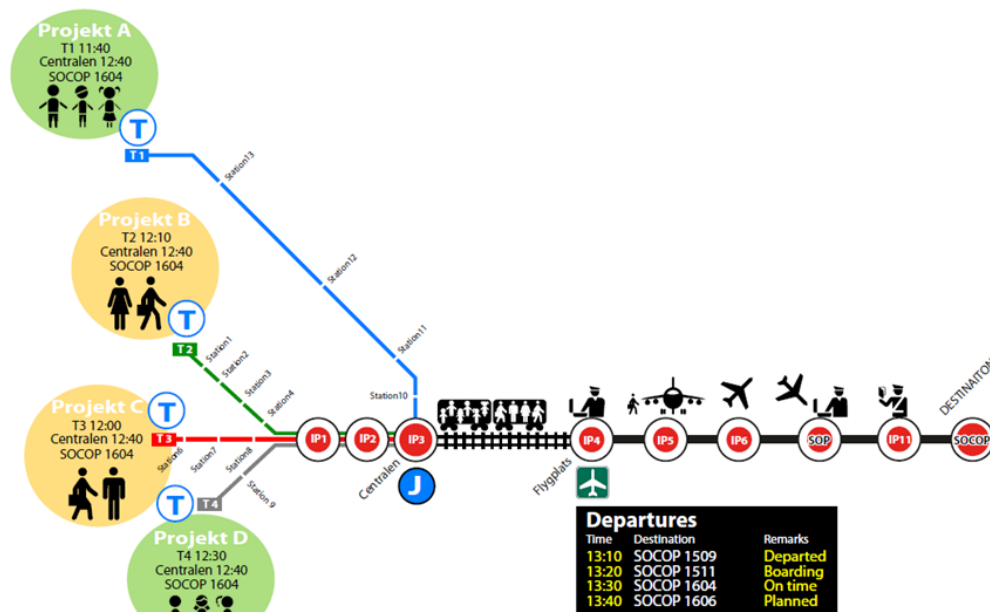 Projekt A
T1 11:40
Centralen 12:40
SOCOP 1604
T
T1
Station13
Projekt B
T2 12:10
Centralen 12:40
SOCOP 1604
T
T2
Station12
Station11
Station10
Station1
Station2
Station3
Station4
Projekt C
T3 12:00
Centralen 12:40
SOCOP 1604
T
T3
Station6
Station7
Station8
Station 9
IP1
IP2
IP3
Centralen
J
IP4
Flygplats
IP5
IP6
SOP
IP11
SOCOP
DESTINAITON
T
T4
Projekt D
T4 12:30
Centralen 12:40
SOCOP 1604
Departures
Time Destination Remarks
13:10 SOCOP 1509 Departed
13:20 SOCOP 1511 Boarding
13:30 SOCOP 1604 On time
13:40 SOCOP 1606 Planned